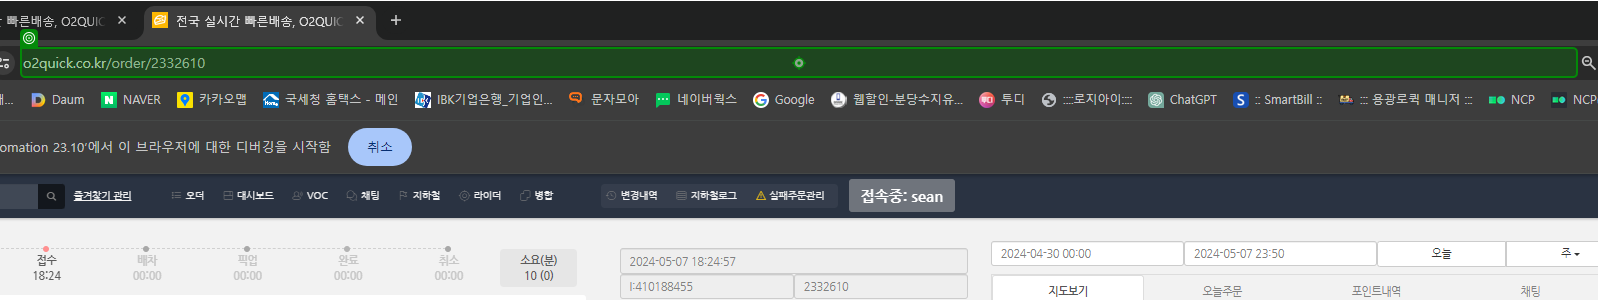 빠른배송, O2QUIC
전국 실시간 빠른배송, O2QUIC
o2quick.co.kr/order/2332610
Daum NAVER 카카오맵 국세청 홈택스 - 메인 IBK기업은행_기업인... 문자모아 네이버웍스 Google 웹할인-분당수지유... 투디 ::::로지아이:::: ChatGPT :: SmartBill :: ::: 용광로퀵 매니저 ::: NCP NCP
omation 23.10'에서 이 브라우저에 대한 디버깅을 시작함 취소
즐겨찾기 관리 오더 대시보드 VOC 채팅 지하철 라이더 병합 변경내역 지하철로그 실패주문관리 접속중: sean
접수 배차 픽업 완료 취소 소요(분)
18:24 00:00 00:00 00:00 00:00 10 (0)
2024-05-07 18:24:57
I:410188455 2332610
2024-04-30 00:00 2024-05-07 23:50 오늘 주
지도보기 오늘주문 포인트내역 채팅